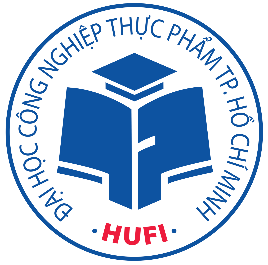 ĐẠI HỌC CÔNG NGHIỆP THỰC PHẨM TP. HỒ CHÍ MINH
· HUFI ·